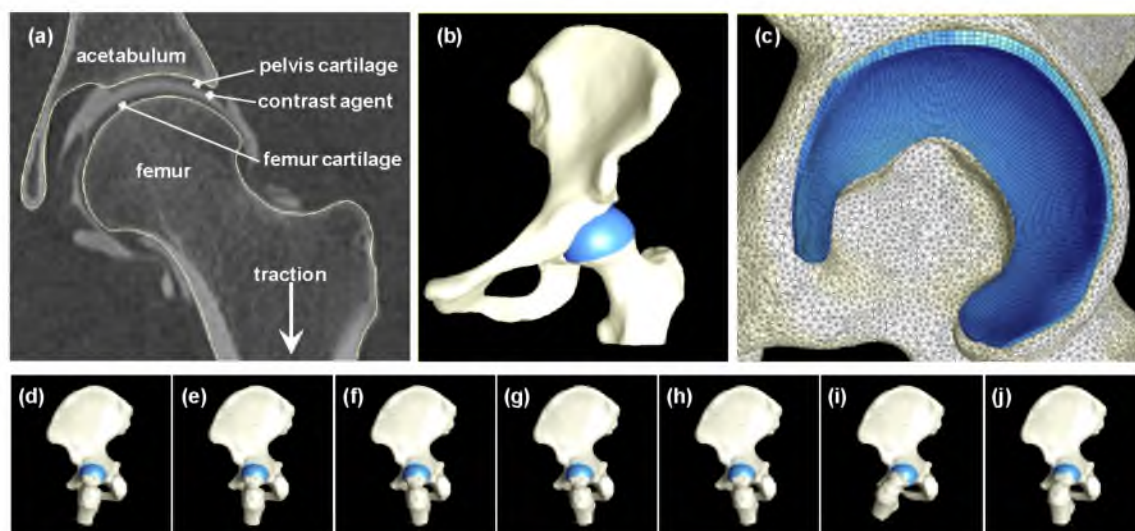 (a)
acetabulum
pelvis cartilage
contrast agent
femur cartilage
femur
traction
(b)
(c)
(d)
(e)
(f)
(g)
(h)
(i)
(j)